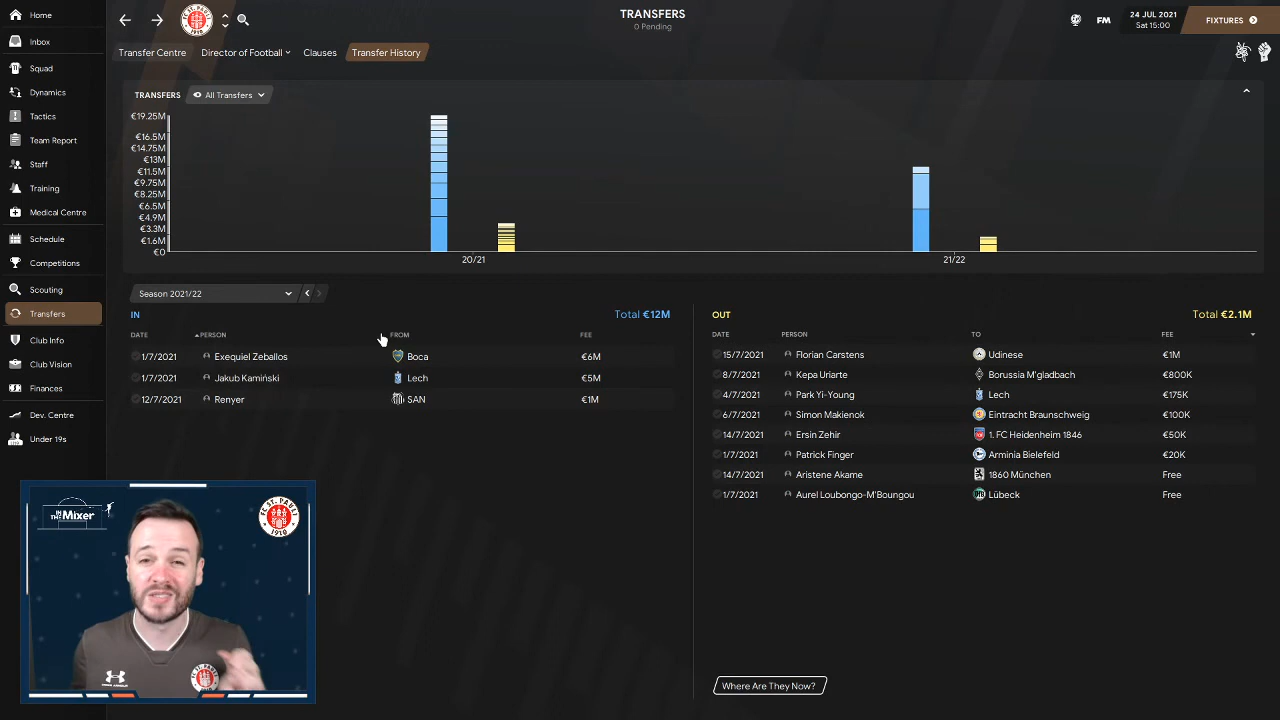 Home
Inbox
Squad
Dynamics
Tactics
Team Report
Staff
Training
Medical Centre
Schedule
Competitions
Scouting
Transfers
Club Info
Club Vision
Finances
Dev. Centre
Under 19s
TRANSFERS
0 Pending
FM
24 JUL 2021
Sat 15:00
FIXTURES
Transfer Centre
Director of Football
Clauses
Transfer History
TRANSFERS
All Transfers
€19.25M
€16.5M
€14.75M
€13M
€11.5M
€9.75M
€8.25M
€6.5M
€4.9M
€3.3M
€1.6M
€0
20/21
21/22
Season 2021/22
IN
Total €12M
DATE PERSON FROM FEE
1/7/2021 Exequiel Zeballos Boca €6M
1/7/2021 Jakub Kamiński Lech €5M
12/7/2021 Renyer SAN €1M
OUT
Total €2.1M
DATE PERSON TO FEE
15/7/2021 Florian Carstens Udinese €1M
8/7/2021 Kepa Uriarte Borussia M'gladbach €800K
4/7/2021 Park Yi-Young Lech €175K
6/7/2021 Simon Makienok Eintracht Braunschweig €100K
14/7/2021 Ersin Zehir 1. FC Heidenheim 1846 €50K
1/7/2021 Patrick Finger Arminia Bielefeld €20K
14/7/2021 Aristene Akame 1860 München Free
1/7/2021 Aurel Loubongo-M'Boungou Lübeck Free
Where Are They Now?
IN
THE Mixer
FC ST. PAULI
1910
UNDER ARMOUR